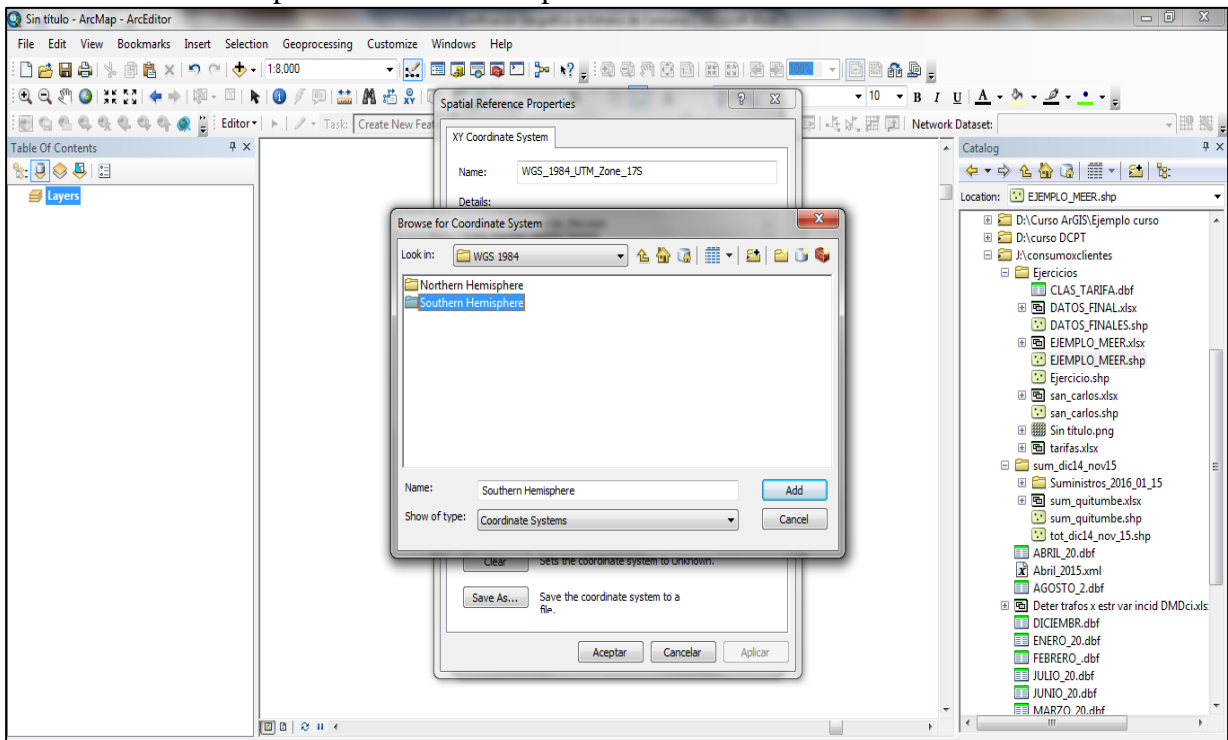 Sin título - ArcMap - ArcEditor
File Edit View Bookmarks Insert Selection Geoprocessing Customize Windows Help
1:8,000
100%
10 B I U A
Editor
Task: Create New Feat
Network Dataset:
Table Of Contents
Layers
Spatial Reference Properties
XY Coordinate System
Name: WGS_1984_UTM_Zone_17S
Details:
Browse for Coordinate System
Look in: WGS 1984
Northern Hemisphere
Southern Hemisphere
Name: Southern Hemisphere
Add
Show of type: Coordinate Systems
Cancel
Clear Sets the coordinate system to Unknown.
Save As... Save the coordinate system to a
file.
Aceptar Cancelar Aplicar
Catalog
Location: EJEMPLO_MEER.shp
D:\Curso ArGIS\Ejemplo curso
D:\curso DCPT
J:\consumoxclientes
Ejercicios
CLAS_TARIFA.dbf
DATOS_FINAL.xlsx
DATOS_FINALES.shp
EJEMPLO_MEER.xlsx
EJEMPLO_MEER.shp
Ejercicio.shp
san_carlos.xlsx
san_carlos.shp
Sin título.png
tarifas.xlsx
sum_dic14_nov15
Suministros_2016_01_15
sum_quitumbe.xlsx
sum_quitumbe.shp
tot_dic14_nov_15.shp
ABRIL_20.dbf
Abril_2015.xml
AGOSTO_2.dbf
Deter trafos x estr var incid DMDci.xls
DICIEMBR.dbf
ENERO_20.dbf
FEBRERO_.dbf
JULIO_20.dbf
JUNIO_20.dbf
MARZO_20.dbf